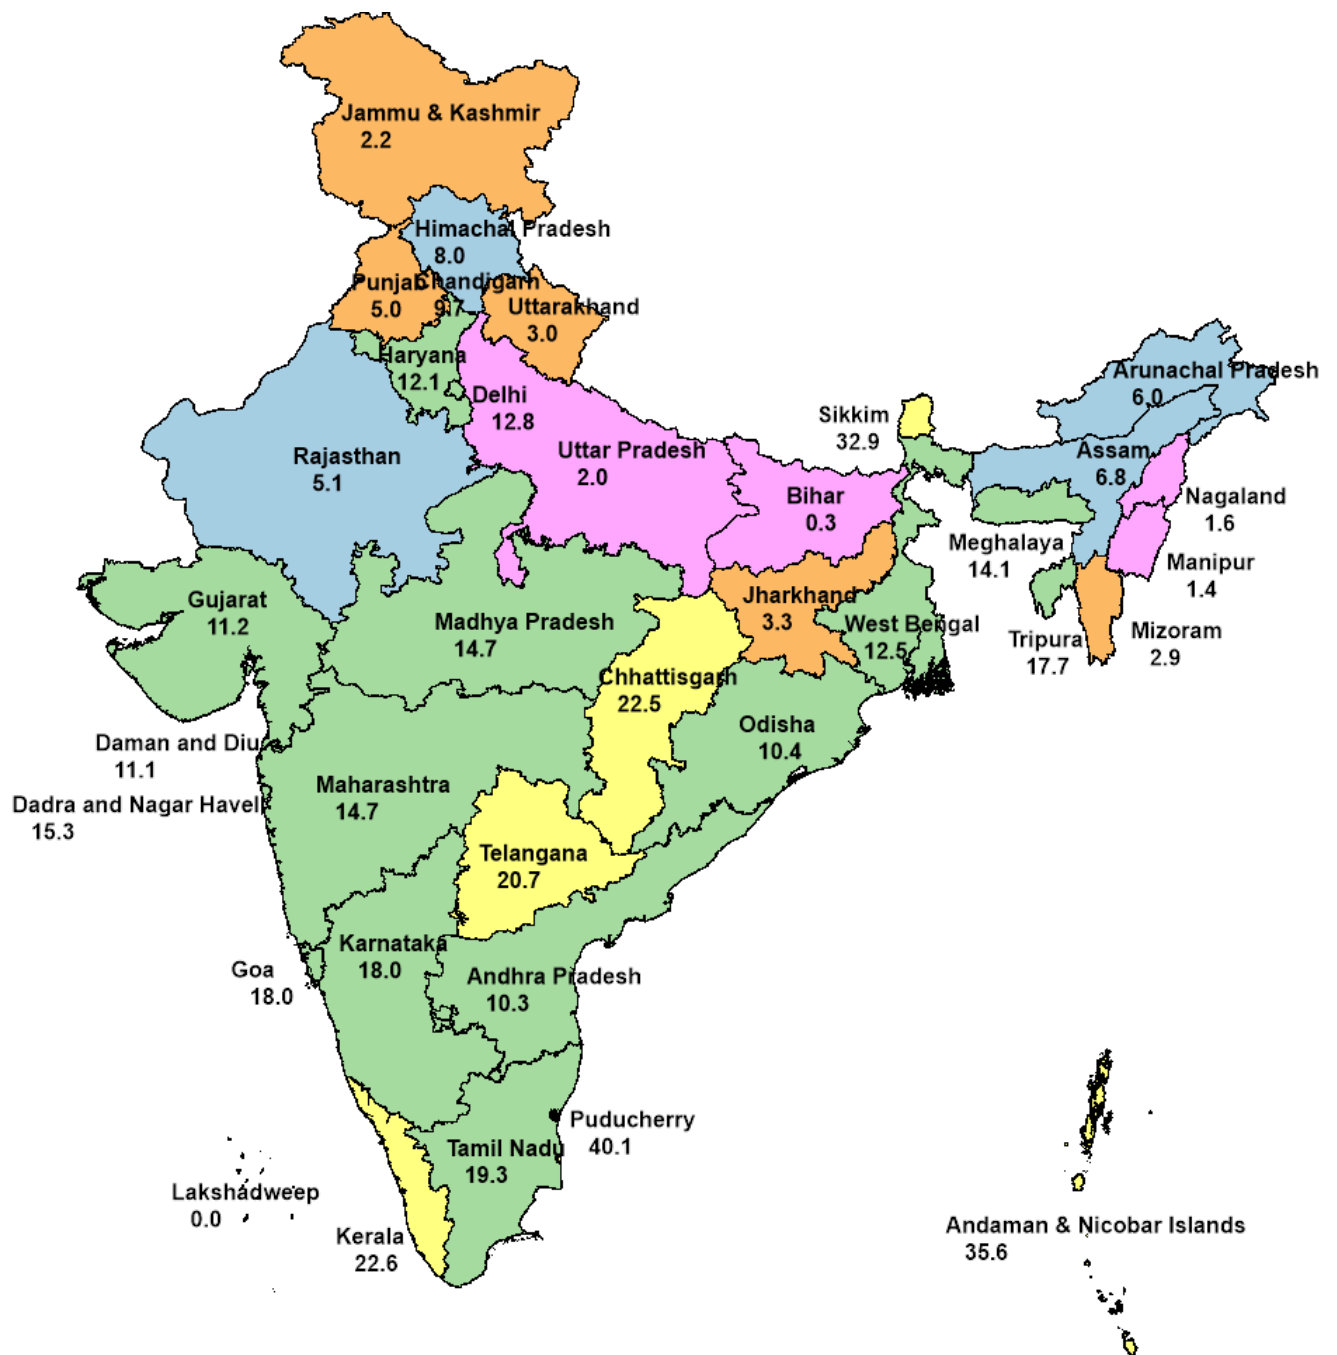 Jammu & Kashmir
2.2
Himachal Pradesh
8.0
Punjab
5.0
Chandigarh
9.7
Uttarakhand
3.0
Haryana
12.1
Delhi
12.8
Arunachal Pradesh
6.0
Sikkim
32.9
Rajasthan
5.1
Uttar Pradesh
2.0
Assam
6.8
Bihar
0.3
Nagaland
1.6
Meghalaya
14.1
Manipur
1.4
Gujarat
11.2
Jharkhand
3.3
Madhya Pradesh
14.7
West Bengal
12.5
Tripura
17.7
Mizoram
2.9
Chhattisgarh
22.5
Odisha
10.4
Daman and Diu
11.1
Maharashtra
14.7
Dadra and Nagar Haveli
15.3
Telangana
20.7
Karnataka
18.0
Goa
18.0
Andhra Pradesh
10.3
Puducherry
40.1
Tamil Nadu
19.3
Lakshadweep
0.0
Kerala
22.6
Andaman & Nicobar Islands
35.6